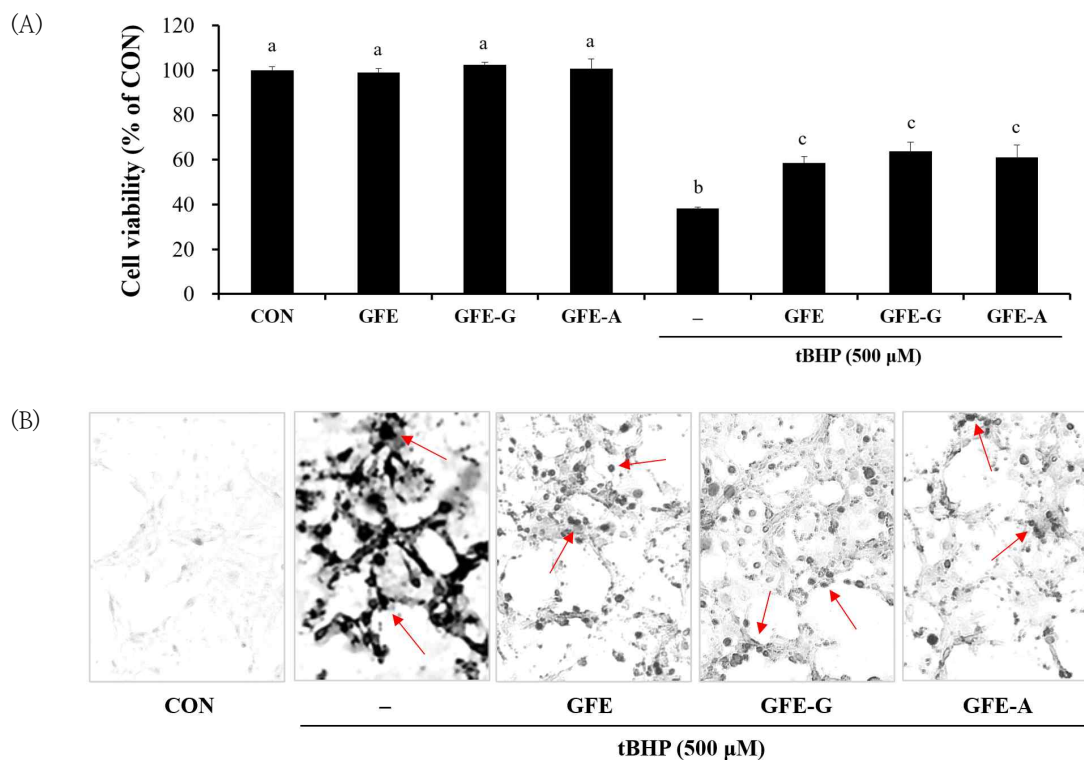 (A)
120
100
80
60
40
20
0
Cell viability (% of CON)
a a a a b c c c
CON GFE GFE-G GFE-A – GFE GFE-G GFE-A
tBHP (500 μM)
(B)
CON – GFE GFE-G GFE-A
tBHP (500 μM)